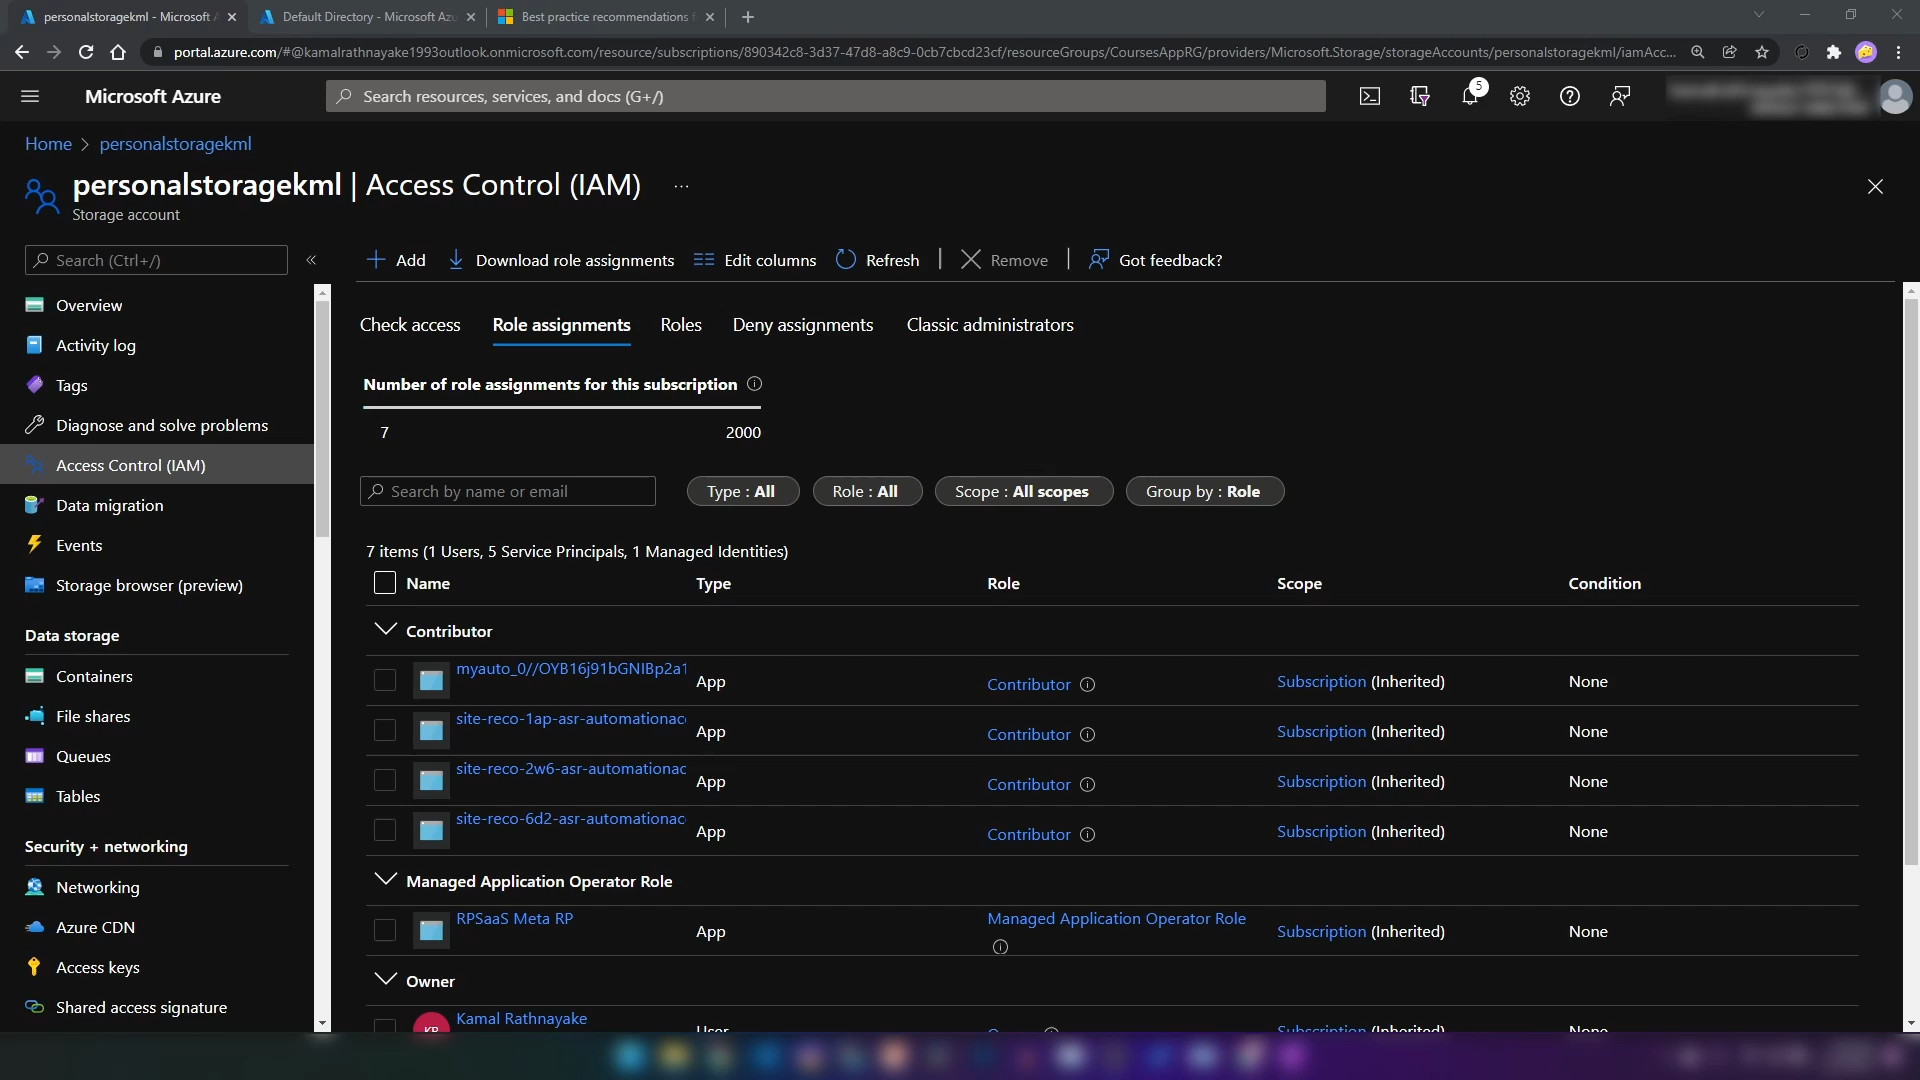 personalstoragekml - Microsoft A
Default Directory - Microsoft Azu
Best practice recommendations f
portal.azure.com/#@kamalrathnayake1993outlook.onmicrosoft.com/resource/subscriptions/890342c8-3d37-47d8-a8c9-0cb7cbcd23cf/resourceGroups/CoursesAppRG/providers/Microsoft.Storage/storageAccounts/personalstoragekml/iamAcc...
Microsoft Azure
Search resources, services, and docs (G+/)
5
Home > personalstoragekml
personalstoragekml | Access Control (IAM) ...
Storage account
Search (Ctrl+/)
«
Add
Download role assignments
Edit columns
Refresh
Remove
Got feedback?
Overview
Activity log
Tags
Diagnose and solve problems
Access Control (IAM)
Data migration
Events
Storage browser (preview)
Data storage
Containers
File shares
Queues
Tables
Security + networking
Networking
Azure CDN
Access keys
Shared access signature
Check access
Role assignments
Roles
Deny assignments
Classic administrators
Number of role assignments for this subscription
7 2000
Search by name or email
Type : All
Role : All
Scope : All scopes
Group by : Role
7 items (1 Users, 5 Service Principals, 1 Managed Identities)
Name Type Role Scope Condition
Contributor
myauto_0//OYB16j91bGNIBp2a1 App Contributor Subscription (Inherited) None
site-reco-1ap-asr-automationac App Contributor Subscription (Inherited) None
site-reco-2w6-asr-automationac App Contributor Subscription (Inherited) None
site-reco-6d2-asr-automationac App Contributor Subscription (Inherited) None
Managed Application Operator Role
RPSaaS Meta RP App Managed Application Operator Role Subscription (Inherited) None
Owner
KR Kamal Rathnayake User Subscription (Inherited) None